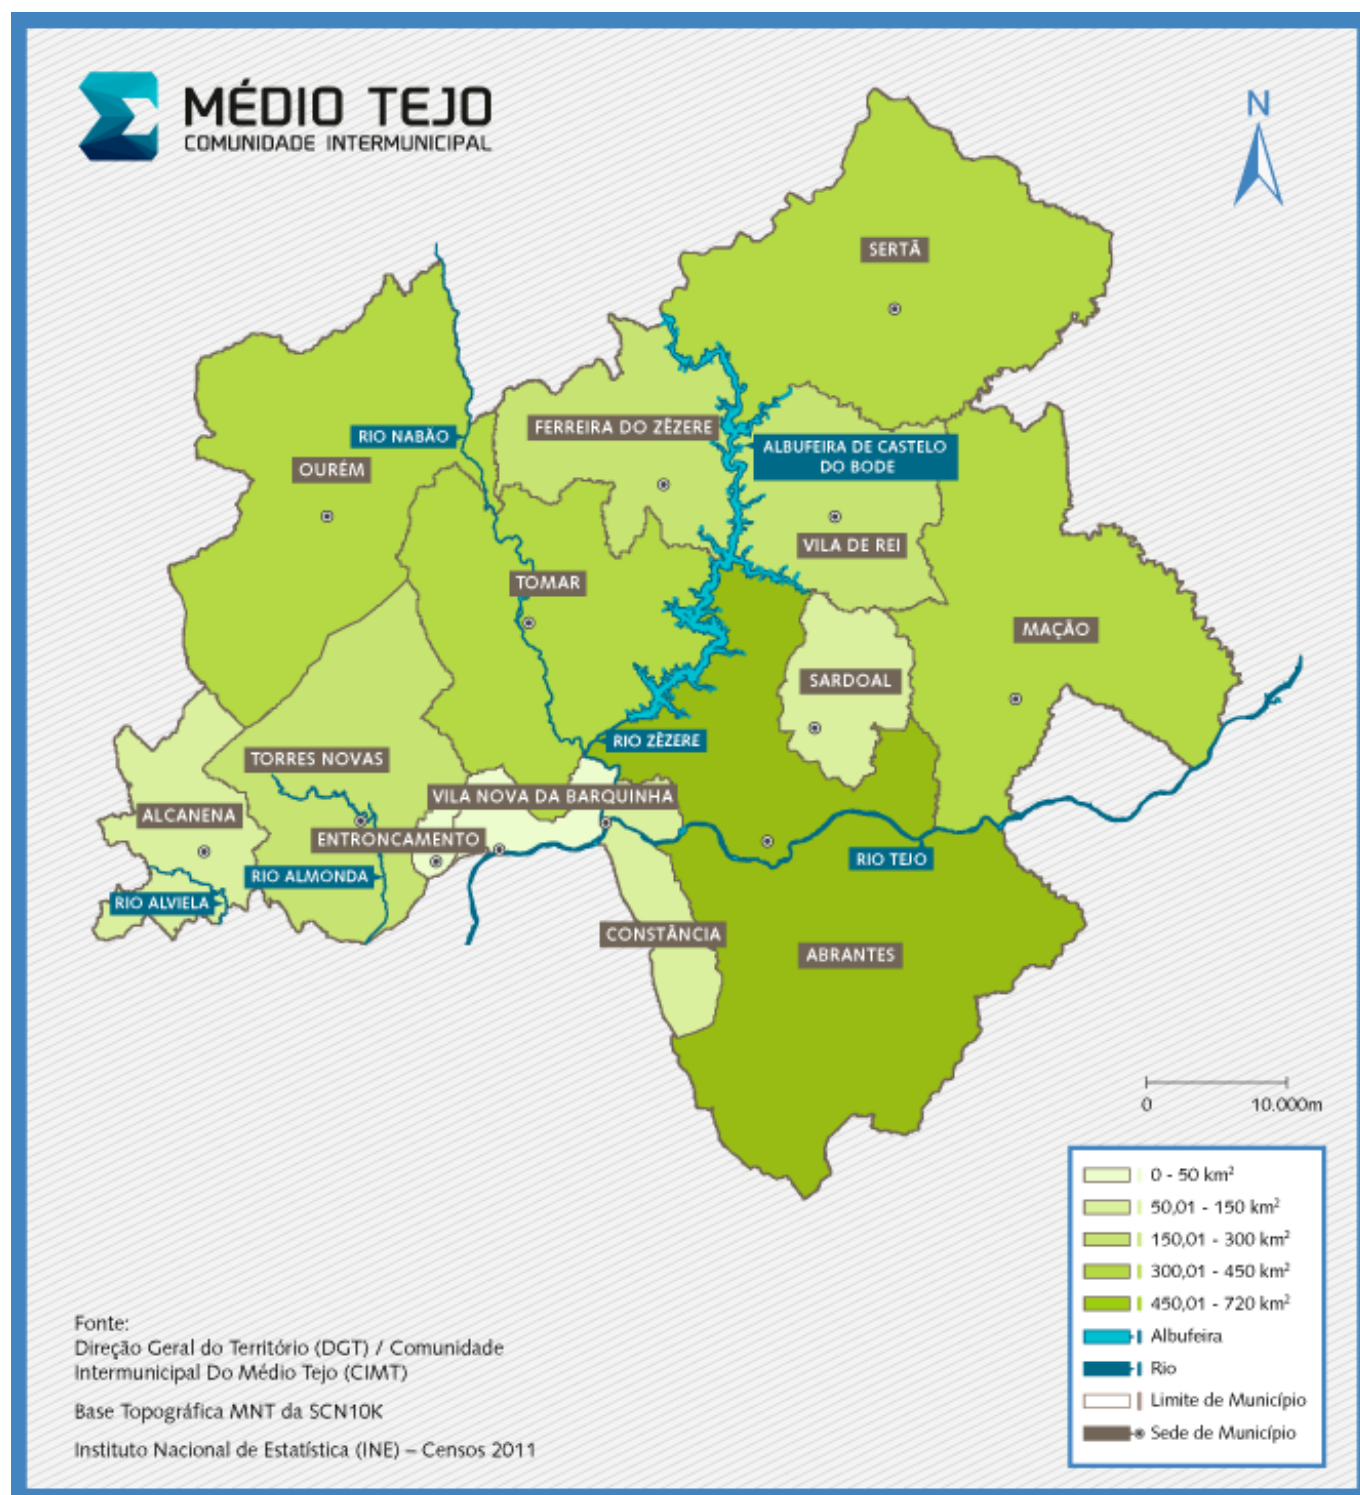 MÉDIO TEJO
COMUNIDADE INTERMUNICIPAL
N
SERTÃ
FERREIRA DO ZÊZERE
RIO NABÃO
ALBUFEIRA DE CASTELO
DO BODE
OURÉM
VILA DE REI
TOMAR
MAÇÃO
SARDOAL
RIO ZÊZERE
TORRES NOVAS
VILA NOVA DA BARQUINHA
ALCANENA
ENTRONCAMENTO
RIO TEJO
RIO ALMONDA
RIO ALVIELA
CONSTÂNCIA
ABRANTES
0 10.000m
0 - 50 km²
50,01 - 150 km²
150,01 - 300 km²
300,01 - 450 km²
450,01 - 720 km²
Albufeira
Rio
Limite de Município
Sede de Município
Fonte:
Direção Geral do Território (DGT) / Comunidade
Intermunicipal Do Médio Tejo (CIMT)
Base Topográfica MNT da SCN10K
Instituto Nacional de Estatística (INE) – Censos 2011